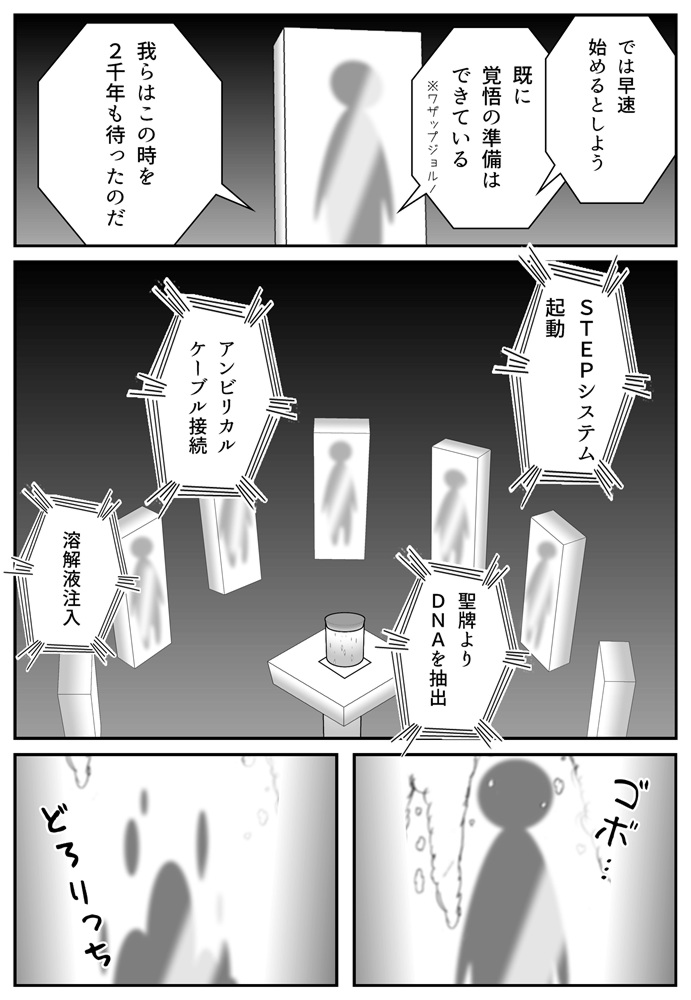 では早速
始めるとしよう
既に
覚悟の準備は
できている
※ワザップジョルノ
我らはこの時を
2千年も待ったのだ
STEPシステム
起動
アンビリカル
ケーブル接続
聖牌より
DNAを抽出
溶解液注入
ゴボ…
どろりっち